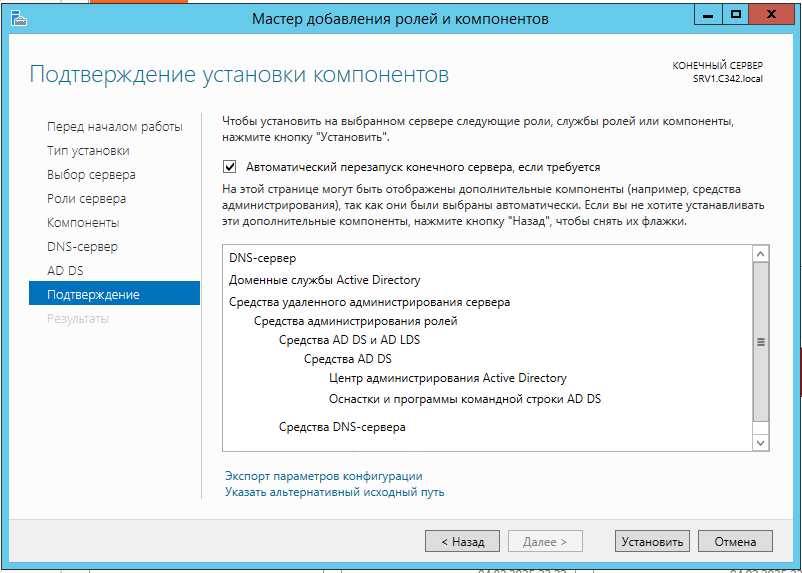 Мастер добавления ролей и компонентов
Подтверждение установки компонентов
КОНЕЧНЫЙ СЕРВЕР
SRV1.C342.local
Перед началом работы
Тип установки
Выбор сервера
Роли сервера
Компоненты
DNS-сервер
AD DS
Подтверждение
Результаты
Чтобы установить на выбранном сервере следующие роли, службы ролей или компоненты,
нажмите кнопку "Установить".
Автоматический перезапуск конечного сервера, если требуется
На этой странице могут быть отображены дополнительные компоненты (например, средства
администрирования), так как они были выбраны автоматически. Если вы не хотите устанавливать
эти дополнительные компоненты, нажмите кнопку "Назад", чтобы снять их флажки.
DNS-сервер
Доменные службы Active Directory
Средства удаленного администрирования сервера
Средства администрирования ролей
Средства AD DS и AD LDS
Средства AD DS
Центр администрирования Active Directory
Оснастки и программы командной строки AD DS
Средства DNS-сервера
Экспорт параметров конфигурации
Указать альтернативный исходный путь
< Назад
Далее >
Установить
Отмена